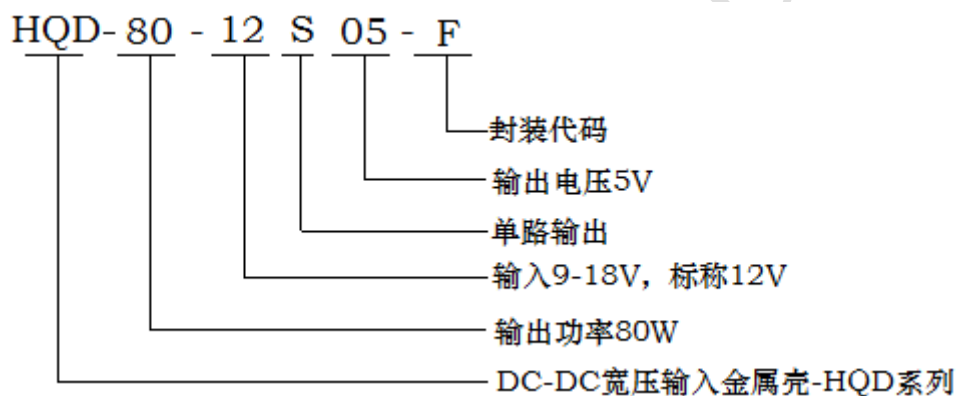 HQD-80-12 S 05-F
封装代码
输出电压5V
单路输出
输入9-18V，标称12V
输出功率80W
DC-DC宽压输入金属壳-HQD系列